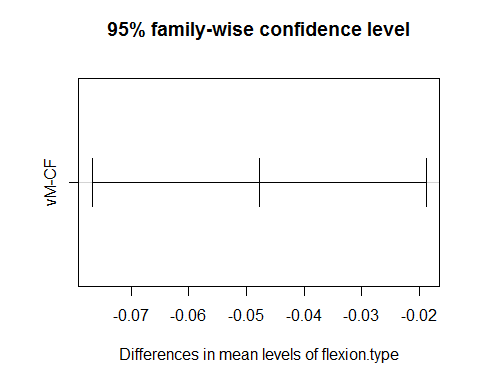 95% family-wise confidence level
vM-CF
-0.07 -0.06 -0.05 -0.04 -0.03 -0.02
Differences in mean levels of flexion.type